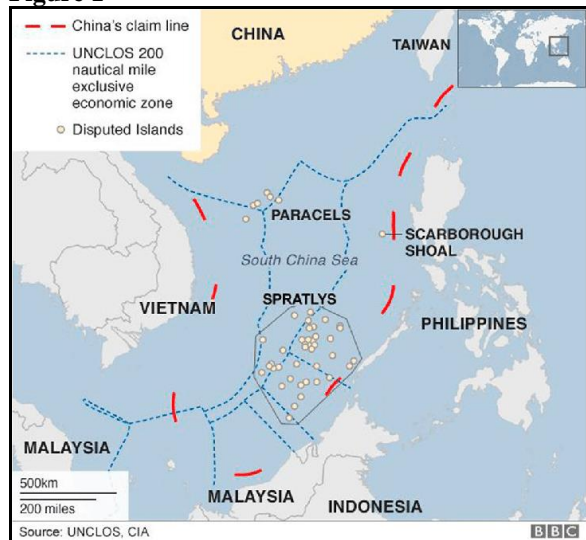 Figure 1
China's claim line
UNCLOS 200
nautical mile
exclusive
economic zone
Disputed Islands
CHINA
TAIWAN
PARACELS
SCARBOROUGH
SHOAL
South China Sea
VIETNAM
SPRATLYS
PHILIPPINES
MALAYSIA
500km
200 miles
MALAYSIA
INDONESIA
Source: UNCLOS, CIA
BBC